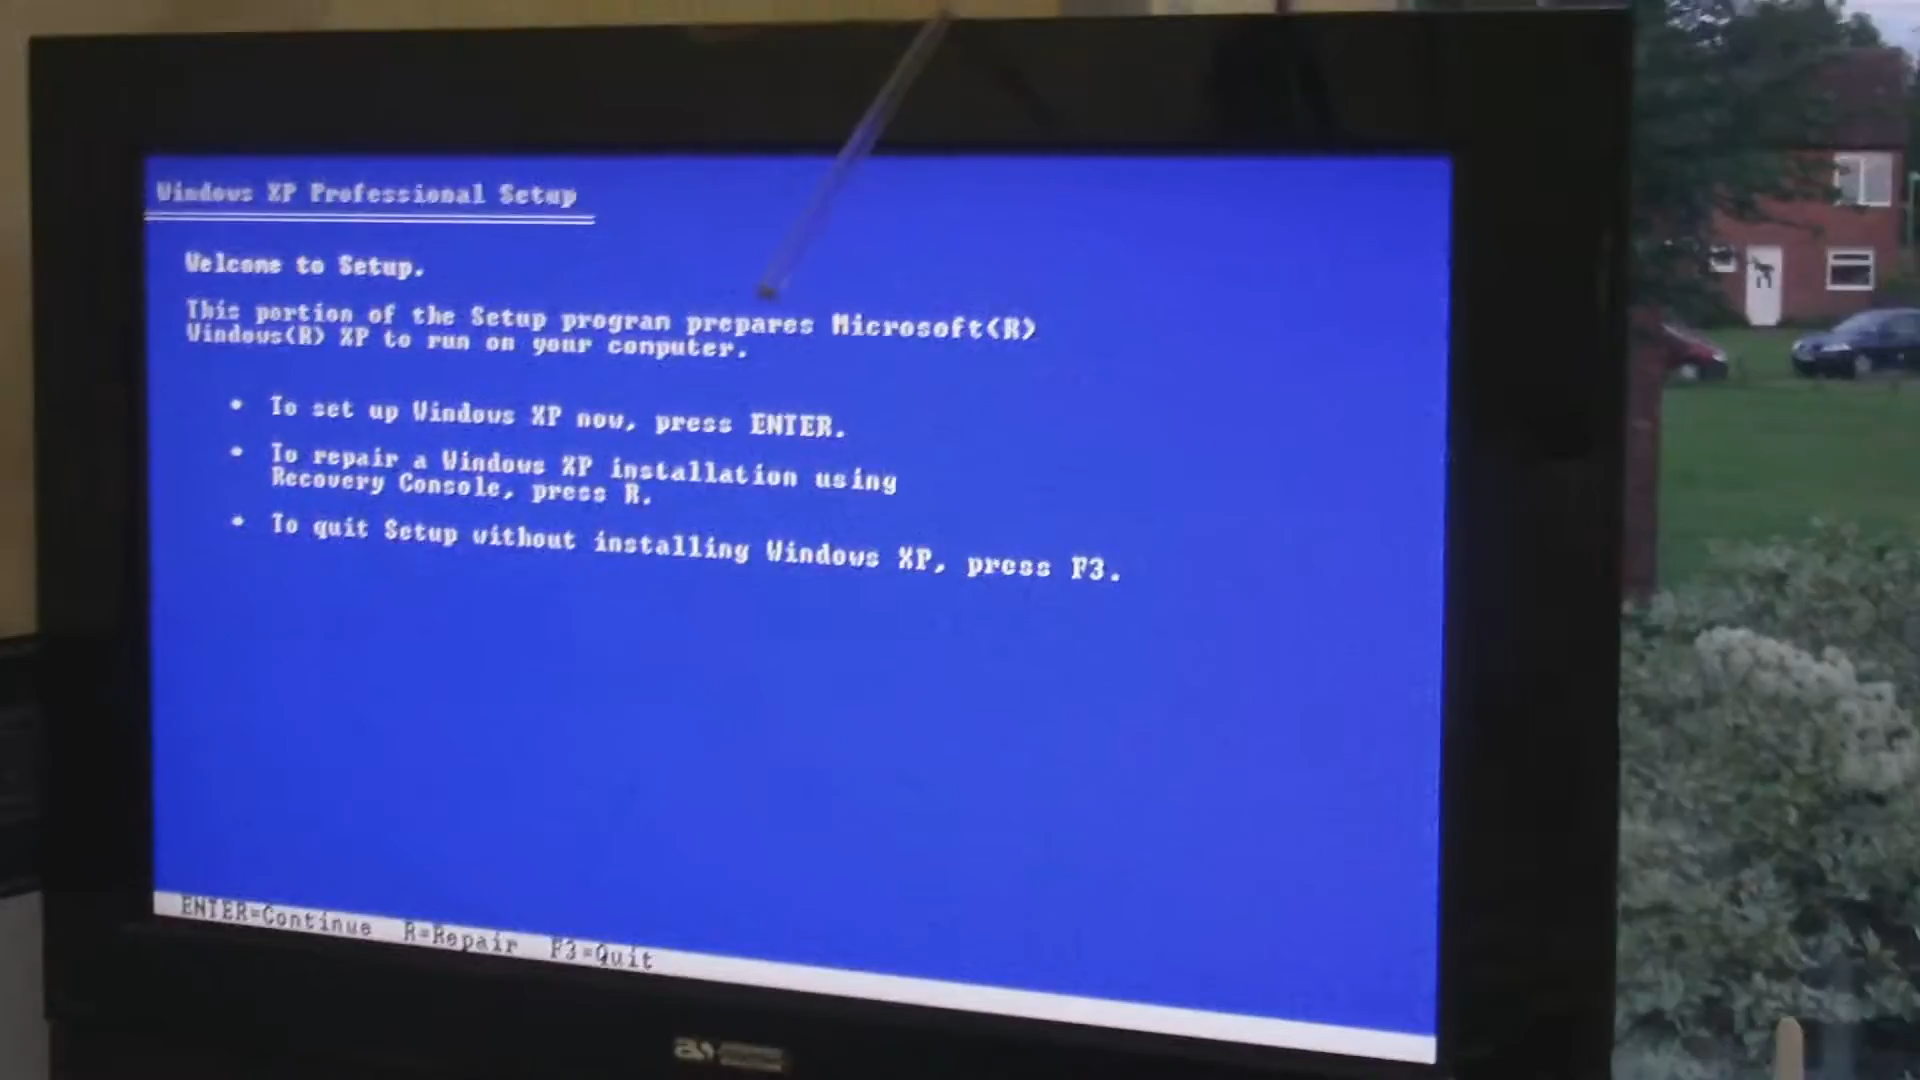 Windows XP Professional Setup
Welcome to Setup.
This portion of the Setup program prepares Microsoft(R)
Windows(R) XP to run on your computer.
• To set up Windows XP now, press ENTER.
• To repair a Windows XP installation using
Recovery Console, press R.
• To quit Setup without installing Windows XP, press F3.
ENTER=Continue R=Repair F3=Quit